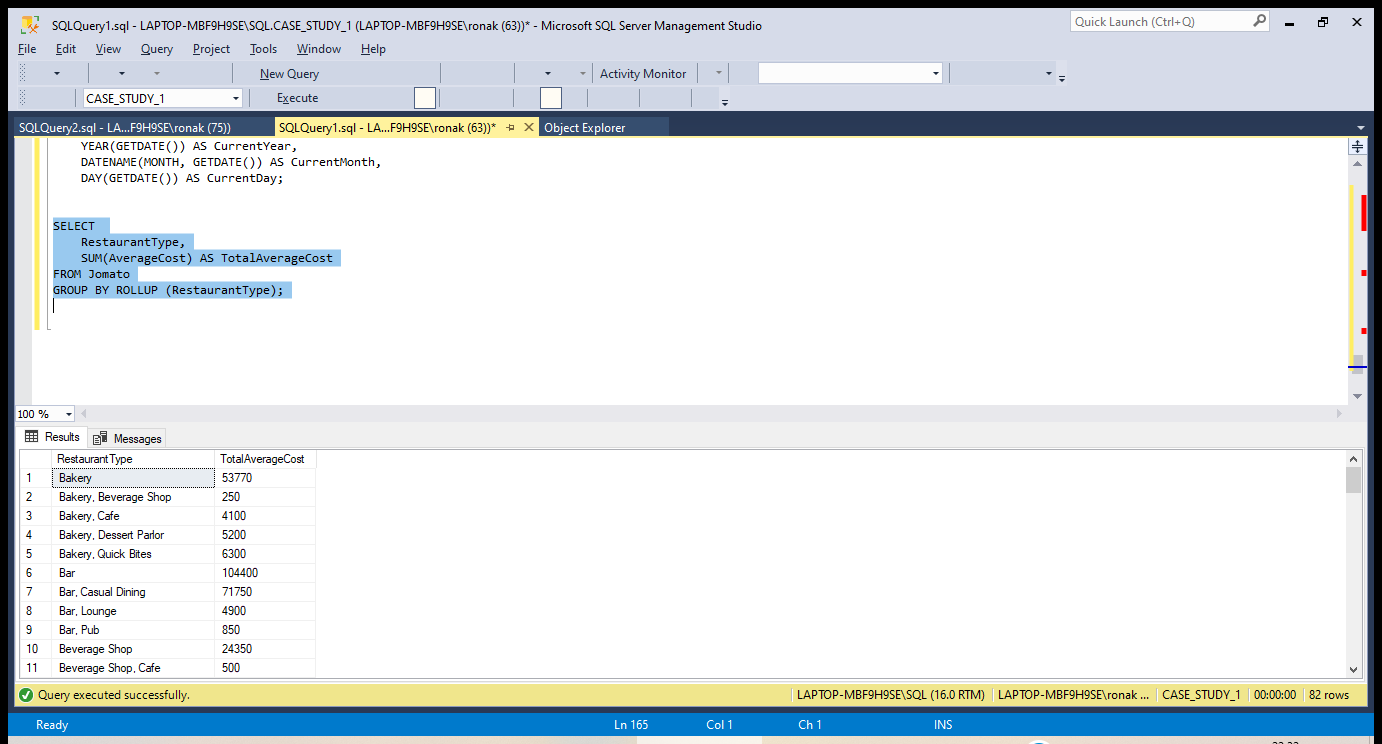 SQLQuery1.sql - LAPTOP-MBF9H9SE\SQL.CASE_STUDY_1 (LAPTOP-MBF9H9SE\ronak (63))* - Microsoft SQL Server Management Studio
Quick Launch (Ctrl+Q)
File Edit View Query Project Tools Window Help
New Query Activity Monitor
CASE_STUDY_1 Execute
SQLQuery2.sql - LA...F9H9SE\ronak (75)) SQLQuery1.sql - LA...F9H9SE\ronak (63))* Object Explorer
YEAR(GETDATE()) AS CurrentYear,
DATENAME(MONTH, GETDATE()) AS CurrentMonth,
DAY(GETDATE()) AS CurrentDay;
SELECT
RestaurantType,
SUM(AverageCost) AS TotalAverageCost
FROM Jomato
GROUP BY ROLLUP (RestaurantType);
100 %
Results Messages
RestaurantType TotalAverageCost
1 Bakery 53770
2 Bakery, Beverage Shop 250
3 Bakery, Cafe 4100
4 Bakery, Dessert Parlor 5200
5 Bakery, Quick Bites 6300
6 Bar 104400
7 Bar, Casual Dining 71750
8 Bar, Lounge 4900
9 Bar, Pub 850
10 Beverage Shop 24350
11 Beverage Shop, Cafe 500
Query executed successfully. LAPTOP-MBF9H9SE\SQL (16.0 RTM) LAPTOP-MBF9H9SE\ronak ... CASE_STUDY_1 00:00:00 82 rows
Ready Ln 165 Col 1 Ch 1 INS